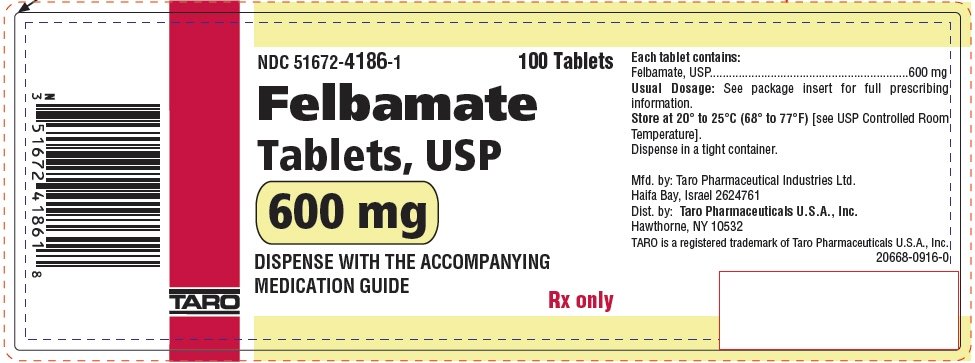 N
3 51672 41861 8
TARO
NDC 51672-4186-1 100 Tablets
Felbamate
Tablets, USP
600 mg
DISPENSE WITH THE ACCOMPANYING
MEDICATION GUIDE
Rx only
Each tablet contains:
Felbamate, USP............................................................600 mg
Usual Dosage: See package insert for full prescribing
information.
Store at 20° to 25°C (68° to 77°F) [see USP Controlled Room
Temperature].
Dispense in a tight container.
Mfd. by: Taro Pharmaceutical Industries Ltd.
Haifa Bay, Israel 2624761
Dist. by: Taro Pharmaceuticals U.S.A., Inc.
Hawthorne, NY 10532
TARO is a registered trademark of Taro Pharmaceuticals U.S.A., Inc.
20668-0916-0